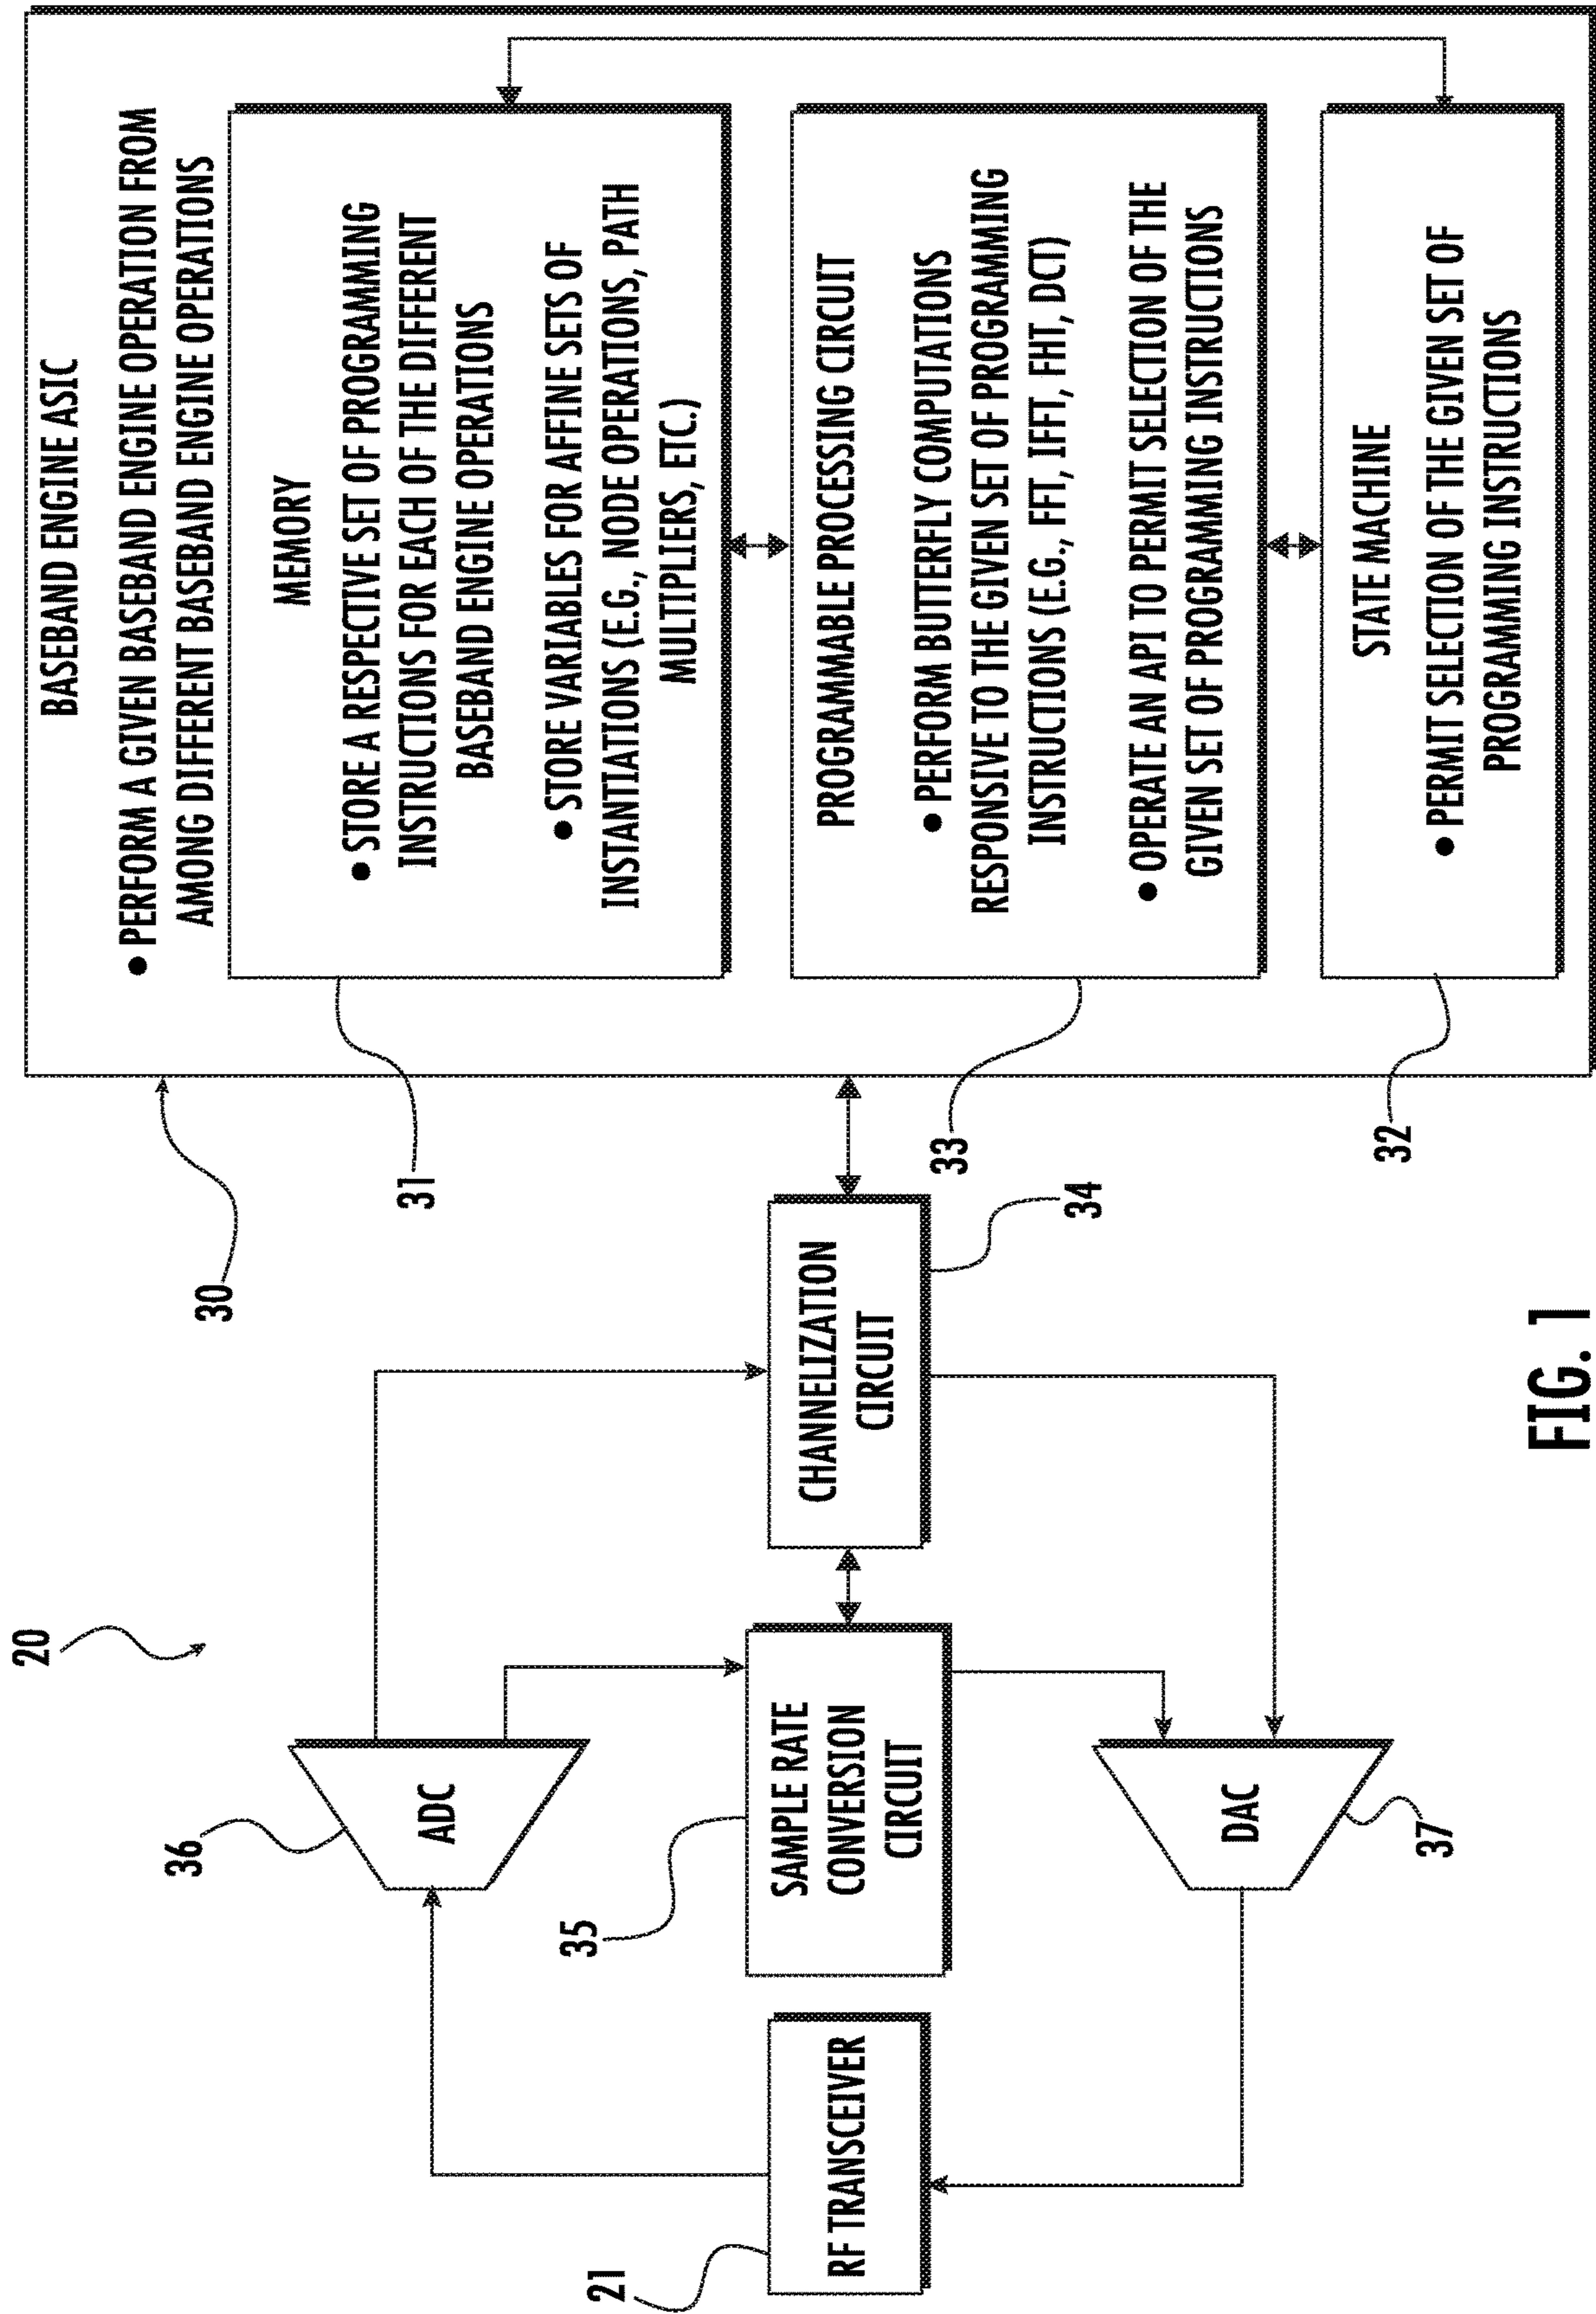 20
BASEBAND ENGINE ASIC
● PERFORM A GIVEN BASEBAND ENGINE OPERATION FROM
AMONG DIFFERENT BASEBAND ENGINE OPERATIONS
30
MEMORY
● STORE A RESPECTIVE SET OF PROGRAMMING
INSTRUCTIONS FOR EACH OF THE DIFFERENT
BASEBAND ENGINE OPERATIONS
● STORE VARIABLES FOR AFFINE SETS OF
INSTANTIATIONS (E.G., NODE OPERATIONS, PATH
MULTIPLIERS, ETC.)
31
PROGRAMMABLE PROCESSING CIRCUIT
● PERFORM BUTTERFLY COMPUTATIONS
RESPONSIVE TO THE GIVEN SET OF PROGRAMMING
INSTRUCTIONS (E.G., FFT, IFFT, FHT, DCT)
● OPERATE AN API TO PERMIT SELECTION OF THE
GIVEN SET OF PROGRAMMING INSTRUCTIONS
33
STATE MACHINE
● PERMIT SELECTION OF THE GIVEN SET OF
PROGRAMMING INSTRUCTIONS
32
36
ADC
35
SAMPLE RATE
CONVERSION
CIRCUIT
CHANNELIZATION
CIRCUIT
34
21
RF TRANSCEIVER
DAC
37
FIG. 1